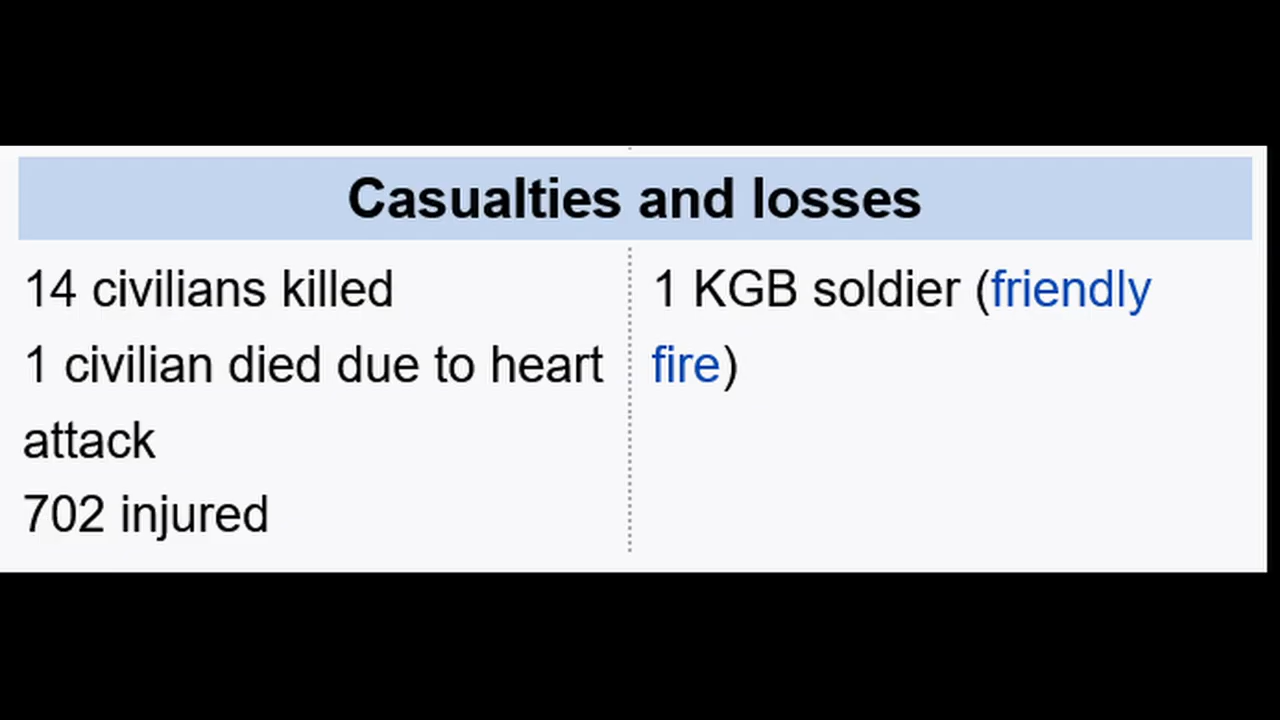 Casualties and losses
14 civilians killed
1 civilian died due to heart
attack
702 injured
1 KGB soldier (friendly
fire)